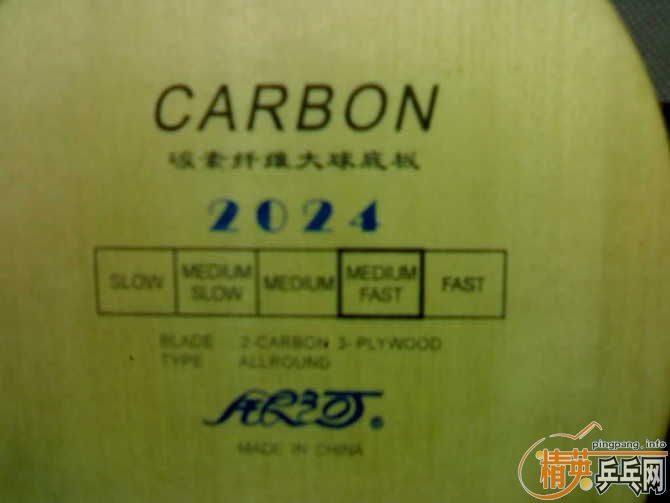 CARBON
碳素纤维大球底板
2024
SLOW MEDIUM SLOW MEDIUM MEDIUM FAST FAST
BLADE 2-CARBON 3-PLYWOOD
TYPE ALLROUND
MADE IN CHINA
pingpang.info
精英乒乓网